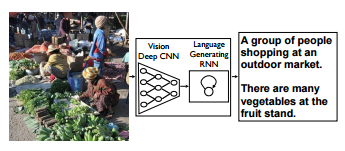 Vision
Deep CNN
Language
Generating
RNN
A group of people
shopping at an
outdoor market.
There are many
vegetables at the
fruit stand.